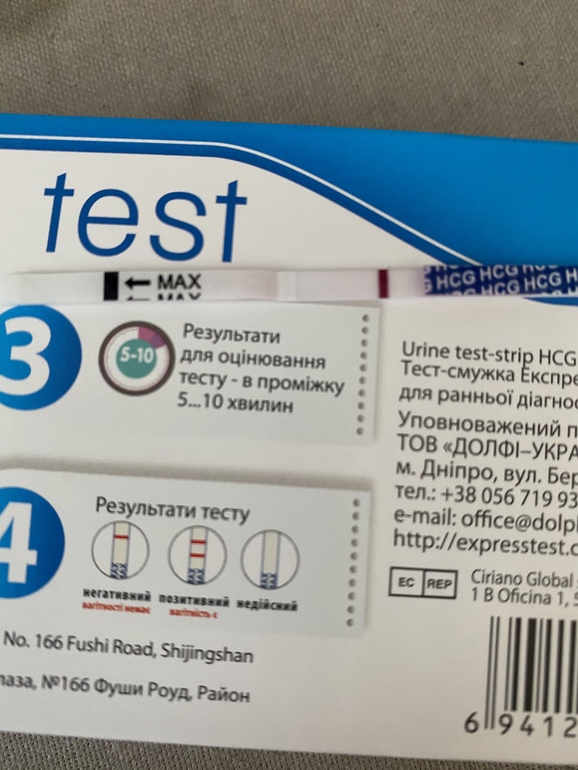 test
MAX
HCG HCG HCG H
3
5-10
Результати
для оцінювання
тесту - в проміжку
5...10 хвилин
Urine test-strip HCG
Тест-смужка Експре
для ранньої діагнос
Уповноважений п
ТОВ «ДОЛФІ–УКРА
м. Дніпро, вул. Бер
тел.: +38 056 719 93
e-mail: office@dolp
http://expresstest.c
4
Результати тесту
негативний позитивний недійсний
вагітності немає вагітність є
EC REP
Ciriano Global
1 B Oficina 1, 5
No. 166 Fushi Road, Shijingshan
лаза, №166 Фуши Роуд, Район
6 9412